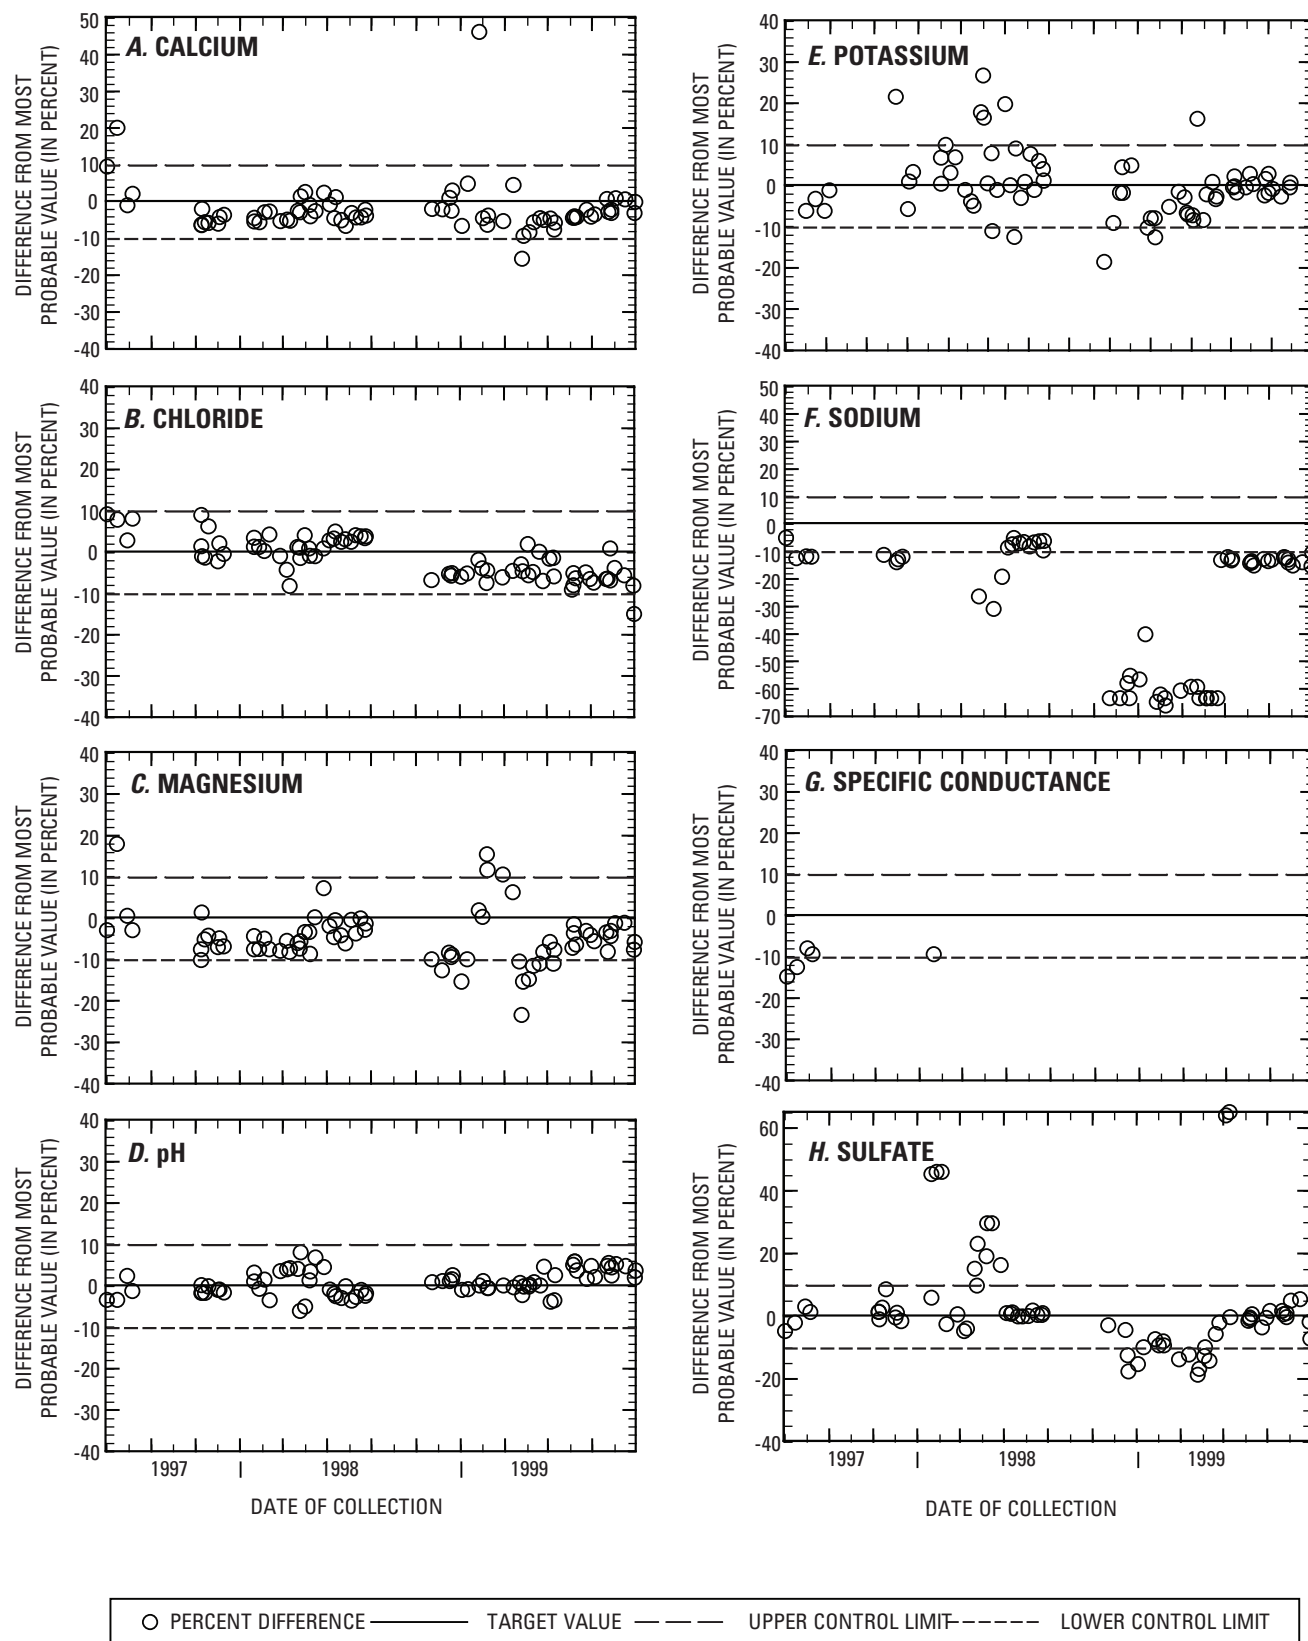 A. CALCIUM
DIFFERENCE FROM MOST
PROBABLE VALUE (IN PERCENT)
50
40
30
20
10
0
-10
-20
-30
-40
B. CHLORIDE
DIFFERENCE FROM MOST
PROBABLE VALUE (IN PERCENT)
40
30
20
10
0
-10
-20
-30
-40
C. MAGNESIUM
DIFFERENCE FROM MOST
PROBABLE VALUE (IN PERCENT)
40
30
20
10
0
-10
-20
-30
-40
D. pH
DIFFERENCE FROM MOST
PROBABLE VALUE (IN PERCENT)
40
30
20
10
0
-10
-20
-30
-40
1997 | 1998 | 1999
DATE OF COLLECTION
E. POTASSIUM
DIFFERENCE FROM MOST
PROBABLE VALUE (IN PERCENT)
40
30
20
10
0
-10
-20
-30
-40
F. SODIUM
DIFFERENCE FROM MOST
PROBABLE VALUE (IN PERCENT)
50
40
30
20
10
0
-10
-20
-30
-40
-50
-60
-70
G. SPECIFIC CONDUCTANCE
DIFFERENCE FROM MOST
PROBABLE VALUE (IN PERCENT)
40
30
20
10
0
-10
-20
-30
-40
H. SULFATE
DIFFERENCE FROM MOST
PROBABLE VALUE (IN PERCENT)
60
40
20
0
-20
-40
1997 | 1998 | 1999
DATE OF COLLECTION
PERCENT DIFFERENCE TARGET VALUE UPPER CONTROL LIMIT LOWER CONTROL LIMIT